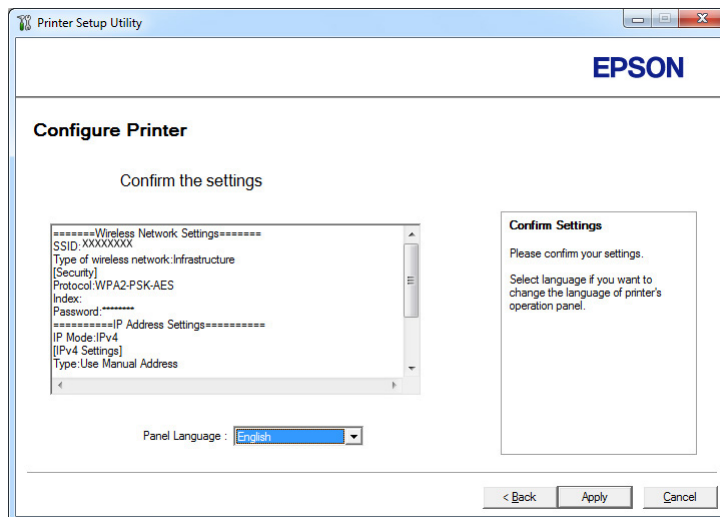 Printer Setup Utility
EPSON
Configure Printer
Confirm the settings
=======Wireless Network Settings=======
SSID:XXXXXXXX
Type of wireless network:Infrastructure
[Security]
Protocol:WPA2-PSK-AES
Index:
Password:********
==========IP Address Settings==========
IP Mode:IPv4
[IPv4 Settings]
Type:Use Manual Address
Confirm Settings
Please confirm your settings.
Select language if you want to
change the language of printer's
operation panel.
Panel Language : English
< Back
Apply
Cancel